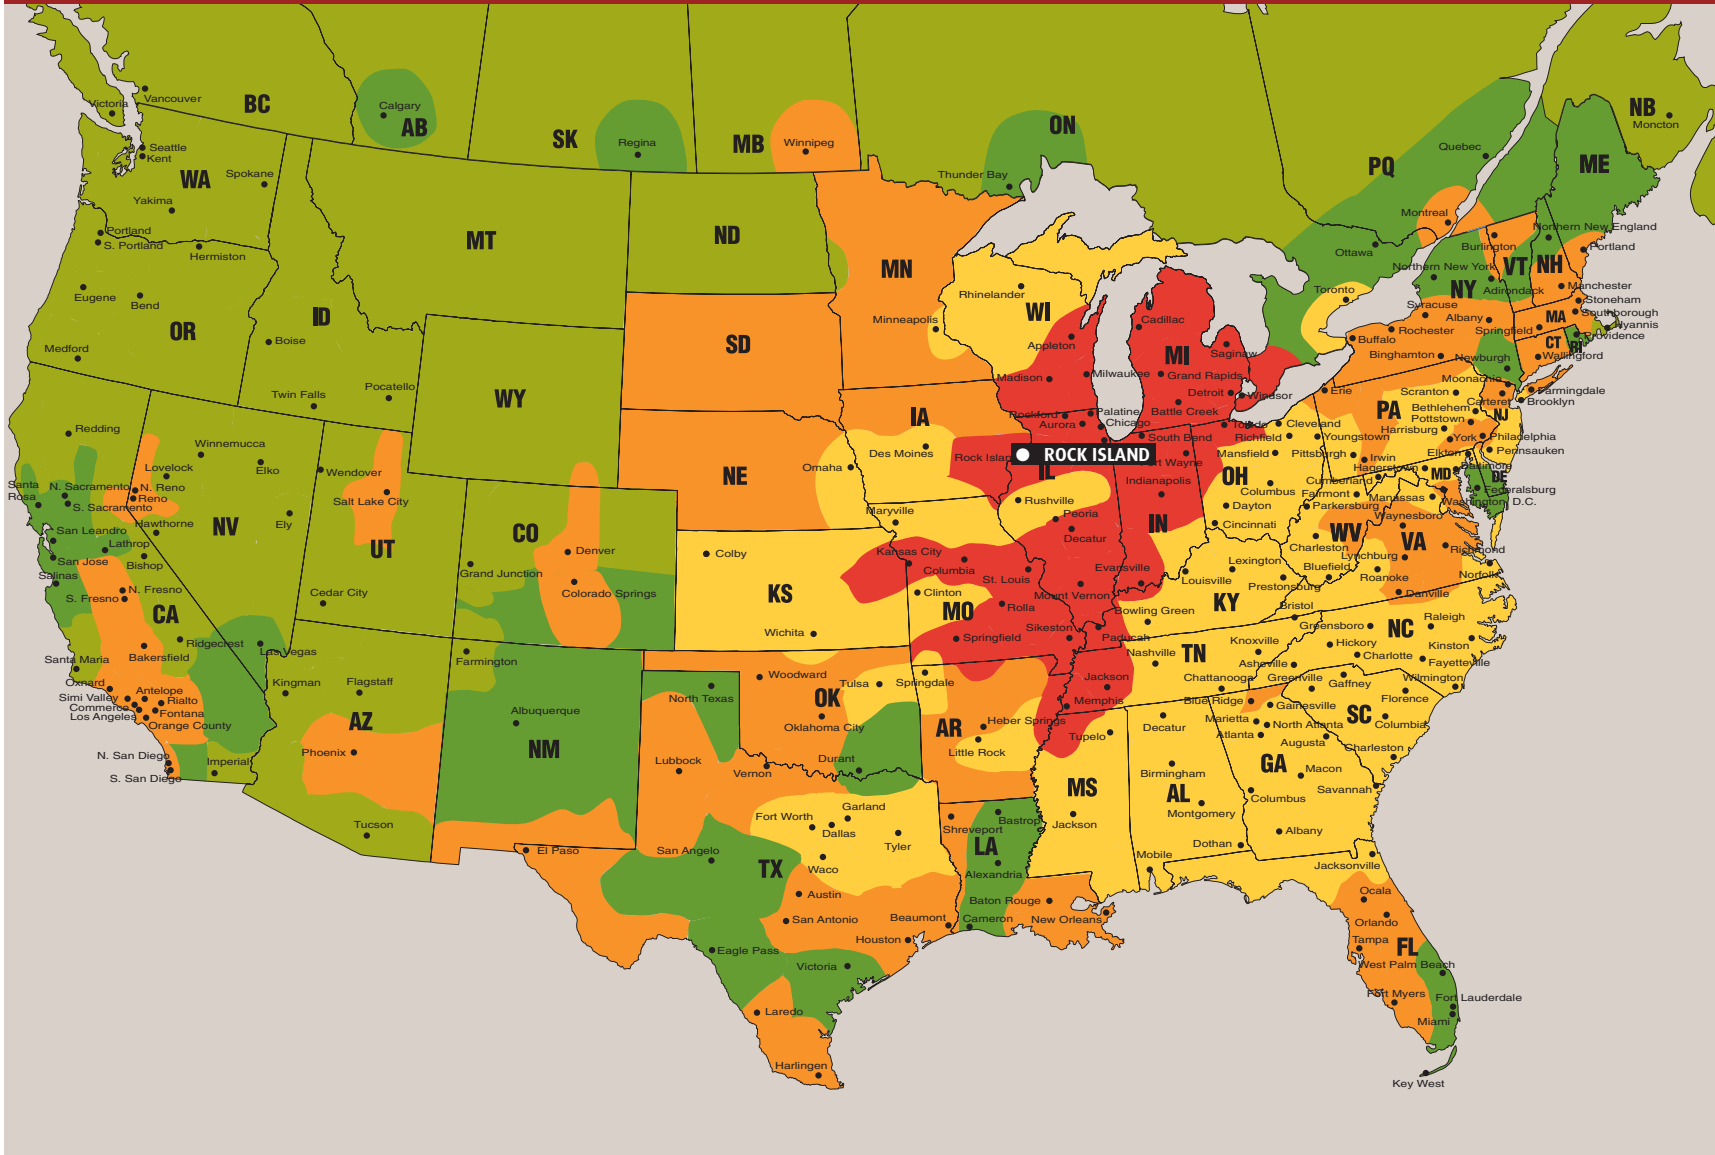 Victoria
Vancouver
BC
Calgary
AB
SK
Regina
MB
Winnipeg
ON
Thunder Bay
PQ
Quebec
NB
Moncton
ME
Montreal
Ottawa
Toronto
Seattle
Kent
WA
Spokane
Yakima
Portland
S. Portland
Hermiston
Eugene
Bend
OR
Medford
ID
Boise
Twin Falls
Pocatello
MT
ND
MN
Minneapolis
SD
WY
WI
Rhinelander
Appleton
Madison
Milwaukee
MI
Cadillac
Saginaw
Grand Rapids
Detroit
Windsor
Battle Creek
Northern New England
Portland
Burlington
VT
NH
Northern New York
NY
Adirondack
Manchester
Stoneham
Southborough
Hyannis
MA
Syracuse
Albany
Springfield
Rochester
Buffalo
Binghamton
CT
RI
Providence
Wallingford
Newburgh
Moonachie
Farmingdale
Brooklyn
Carteret
NJ
Erie
PA
Scranton
Bethlehem
Pottstown
Harrisburg
York
Philadelphia
Pennsauken
Elkton
Pittsburgh
Irwin
Youngstown
Hagerstown
MD
Baltimore
DE
Federalsburg
Washington, D.C.
Cumberland
Manassas
Redding
Santa
Rosa
N. Sacramento
S. Sacramento
Lovelock
N. Reno
Reno
Winnemucca
Elko
Wendover
Salt Lake City
Hawthorne
NV
Ely
UT
San Leandro
Lathrop
San Jose
Bishop
Salinas
N. Fresno
S. Fresno
CA
Cedar City
Ridgecrest
Las Vegas
Bakersfield
Santa Maria
Oxnard
Simi Valley
Antelope
Rialto
Commerce
Fontana
Los Angeles
Orange County
N. San Diego
S. San Diego
Imperial
Kingman
Flagstaff
AZ
Phoenix
Tucson
CO
Denver
Grand Junction
Colorado Springs
Farmington
Albuquerque
NM
NE
Omaha
IA
Des Moines
Rock Island
ROCK ISLAND
Rockford
Palatine
Aurora
Chicago
IL
Rushville
Peoria
Decatur
South Bend
Fort Wayne
Indianapolis
IN
Evansville
Mount Vernon
Toledo
Cleveland
Richfield
Mansfield
OH
Columbus
Dayton
Cincinnati
Fairmont
Parkersburg
WV
Charleston
Bluefield
Waynesboro
VA
Lynchburg
Richmond
Roanoke
Norfolk
Danville
Colby
KS
Wichita
Maryville
Kansas City
Columbia
St. Louis
Clinton
MO
Rolla
Springfield
Sikeston
Paducah
Louisville
Lexington
Prestonsburg
KY
Bowling Green
Bristol
Nashville
TN
Knoxville
Chattanooga
Jackson
Memphis
Greensboro
NC
Raleigh
Hickory
Kinston
Charlotte
Fayetteville
Asheville
Wilmington
Greenville
Gaffney
Florence
SC
Columbia
Charleston
North Texas
Woodward
OK
Tulsa
Oklahoma City
Durant
Springdale
AR
Heber Springs
Little Rock
Lubbock
Vernon
Fort Worth
Garland
Dallas
Tyler
Waco
El Paso
San Angelo
TX
Austin
San Antonio
Beaumont
Houston
Eagle Pass
Victoria
Laredo
Harlingen
Shreveport
Bastrop
LA
Alexandria
Baton Rouge
Cameron
New Orleans
Tupelo
MS
Jackson
Decatur
Birmingham
AL
Montgomery
Dothan
Mobile
Blue Ridge
Gainesville
Marietta
North Atlanta
Atlanta
Augusta
GA
Macon
Columbus
Savannah
Albany
Jacksonville
Ocala
Orlando
Tampa
FL
West Palm Beach
Fort Myers
Fort Lauderdale
Miami
Key West